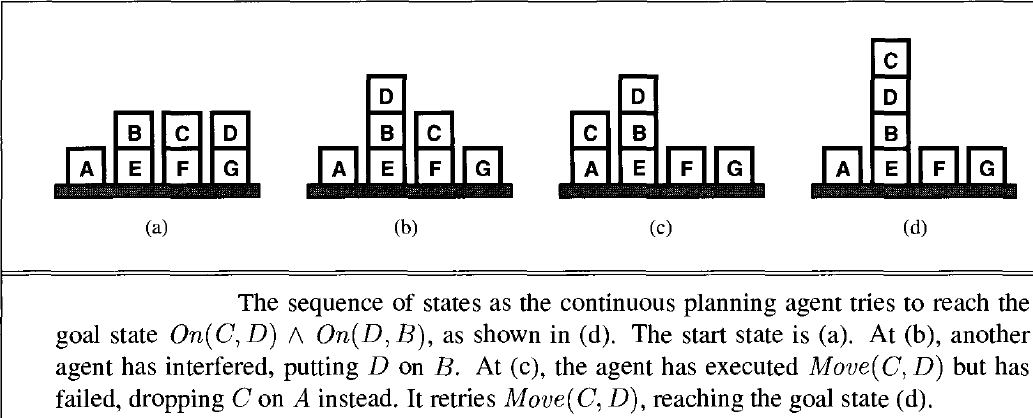 C
D D
B C D B C C B D
A E F G A E F G A E F G A B
E F G
(a) (b) (c) (d)
The sequence of states as the continuous planning agent tries to reach the
goal state On(C, D) ∧ On(D, B), as shown in (d). The start state is (a). At (b), another
agent has interfered, putting D on B. At (c), the agent has executed Move(C, D) but has
failed, dropping C on A instead. It retries Move(C, D), reaching the goal state (d).